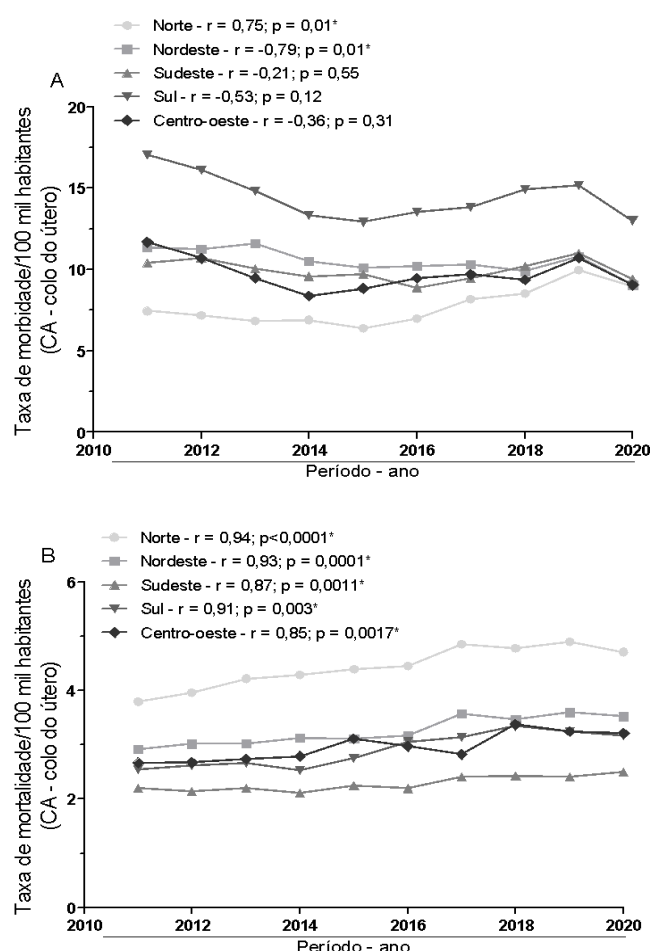 Norte - r = 0,75; p = 0,01*
Nordeste - r = -0,79; p = 0,01*
Sudeste - r = -0,21; p = 0,55
Sul - r = -0,53; p = 0,12
Centro-oeste - r = -0,36; p = 0,31
A
Taxa de morbidade/100 mil habitantes
(CA - colo do útero)
20
15
10
5
0
2010 2012 2014 2016 2018 2020
Período - ano
Norte - r = 0,94; p<0,0001*
Nordeste - r = 0,93; p = 0,0001*
Sudeste - r = 0,87; p = 0,0011*
Sul - r = 0,91; p = 0,003*
Centro-oeste - r = 0,85; p = 0,0017*
B
Taxa de mortalidade/100 mil habitantes
(CA - colo do útero)
6
4
2
0
2010 2012 2014 2016 2018 2020
Período - ano